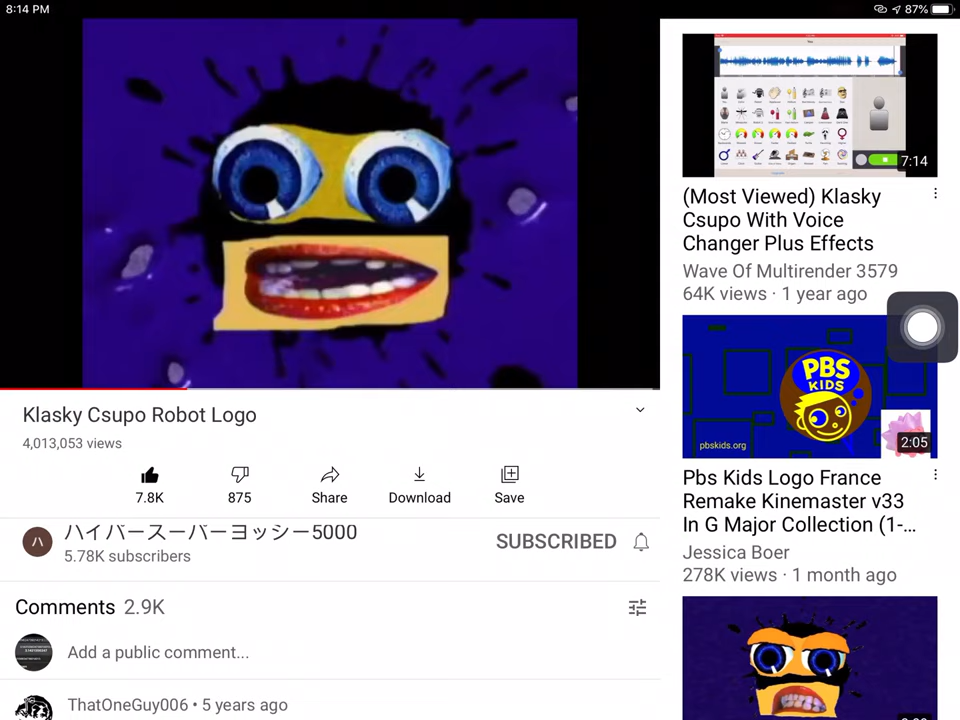 8:14 PM
87%
Klasky Csupo Robot Logo
4,013,053 views
7.8K
875
Share
Download
Save
ハ
ハイパースーパーヨッシー5000
5.78K subscribers
SUBSCRIBED
Comments 2.9K
Add a public comment...
ThatOneGuy006 • 5 years ago
7:14
(Most Viewed) Klasky
Csupo With Voice
Changer Plus Effects
Wave Of Multirender 3579
64K views · 1 year ago
PBS
KIDS
pbskids.org
2:05
Pbs Kids Logo France
Remake Kinemaster v33
In G Major Collection (1-...
Jessica Boer
278K views · 1 month ago